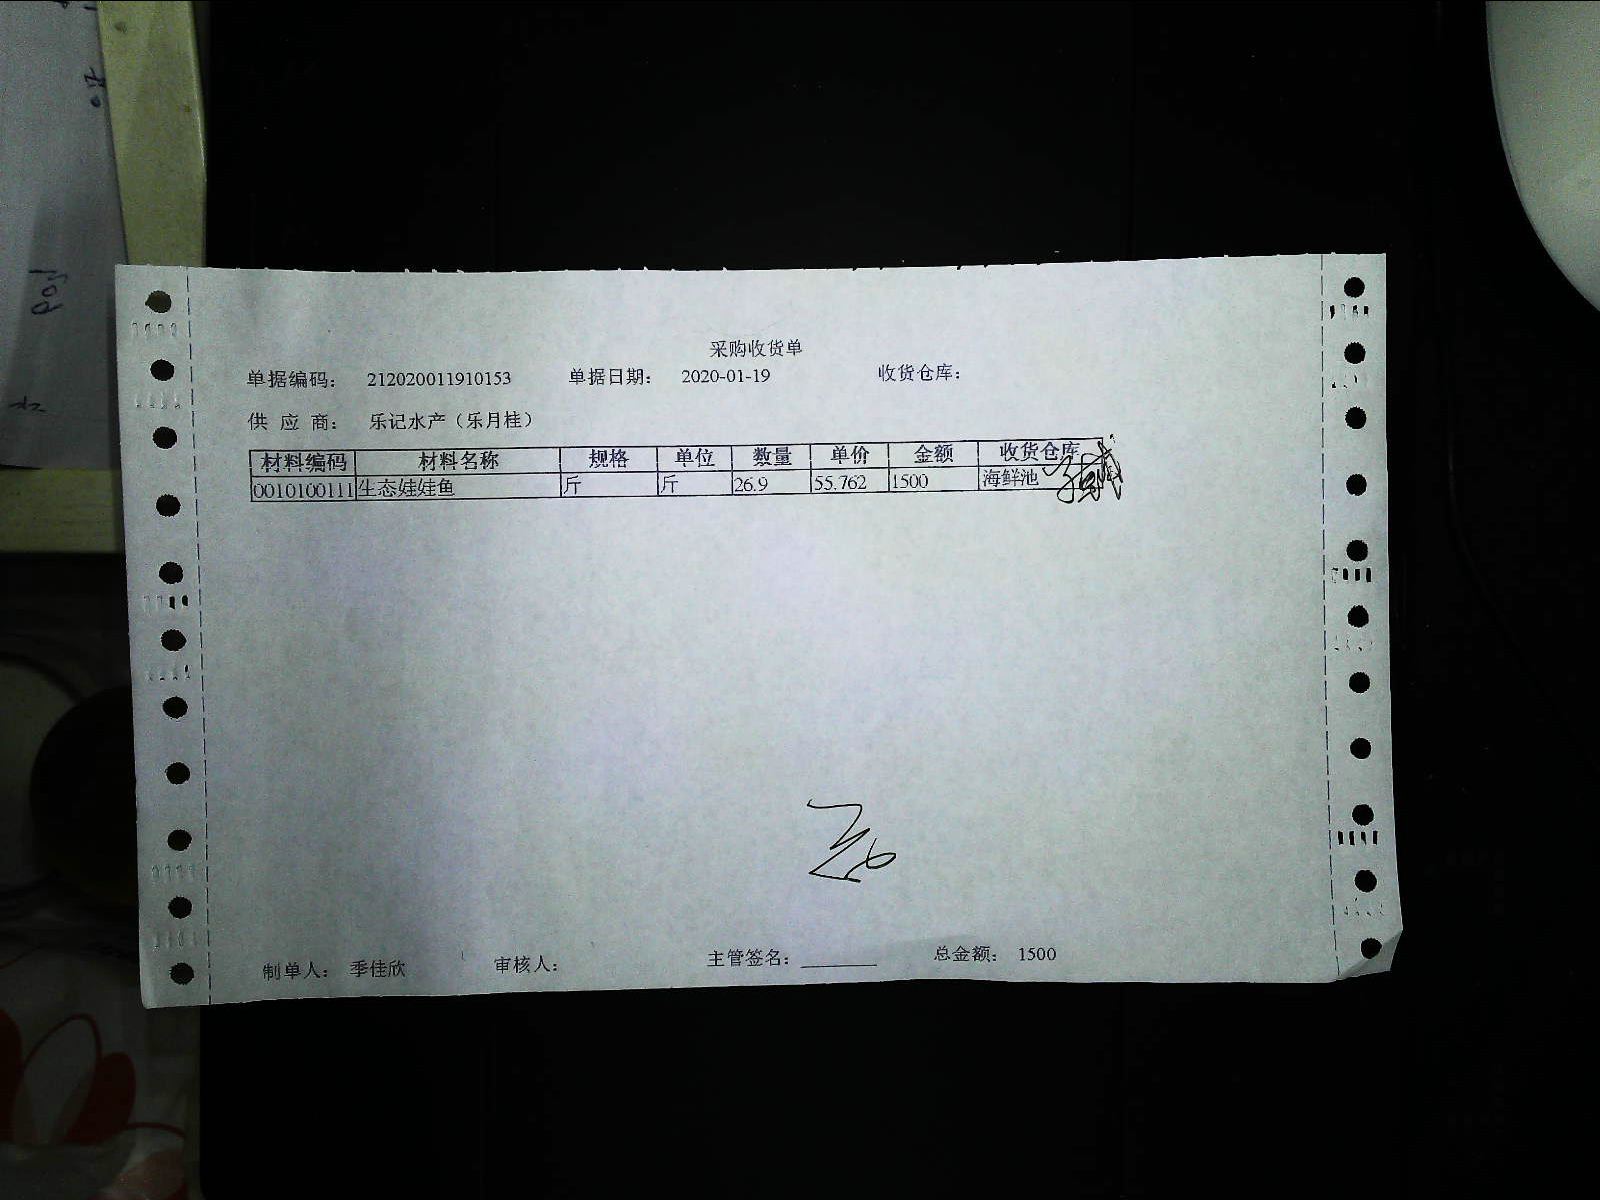 采购收货单
单据编码: 212020011910153 单据日期: 2020-01-19 收货仓库:
供 应 商: 乐记水产（乐月桂）
材料编码 材料名称 规格 单位 数量 单价 金额 收货仓库
0010100111 生态娃娃鱼 斤 斤 26.9 55.762 1500 海鲜池
制单人: 季佳欣 审核人: 主管签名: 总金额: 1500